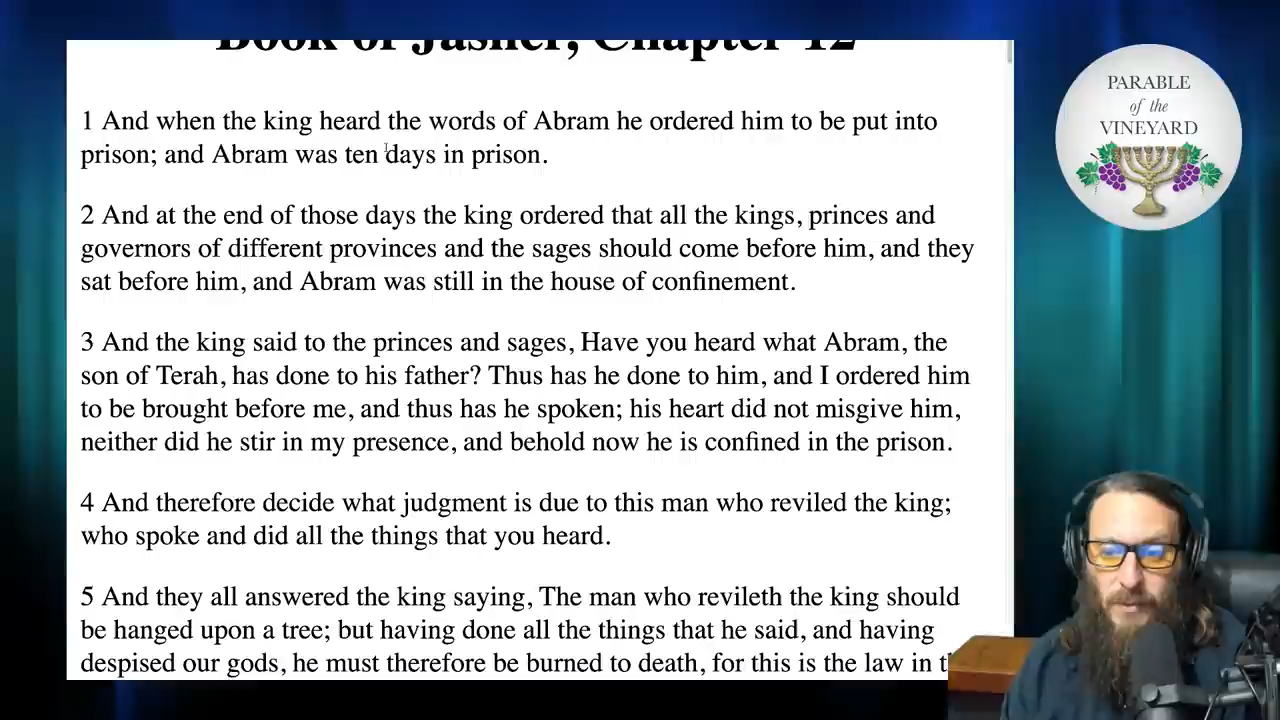 Book of Jasher, Chapter 12
1 And when the king heard the words of Abram he ordered him to be put into
prison; and Abram was ten days in prison.
2 And at the end of those days the king ordered that all the kings, princes and
governors of different provinces and the sages should come before him, and they
sat before him, and Abram was still in the house of confinement.
3 And the king said to the princes and sages, Have you heard what Abram, the
son of Terah, has done to his father? Thus has he done to him, and I ordered him
to be brought before me, and thus has he spoken; his heart did not misgive him,
neither did he stir in my presence, and behold now he is confined in the prison.
4 And therefore decide what judgment is due to this man who reviled the king;
who spoke and did all the things that you heard.
5 And they all answered the king saying, The man who revileth the king should
be hanged upon a tree; but having done all the things that he said, and having
despised our gods, he must therefore be burned to death, for this is the law in
PARABLE
of the
VINEYARD